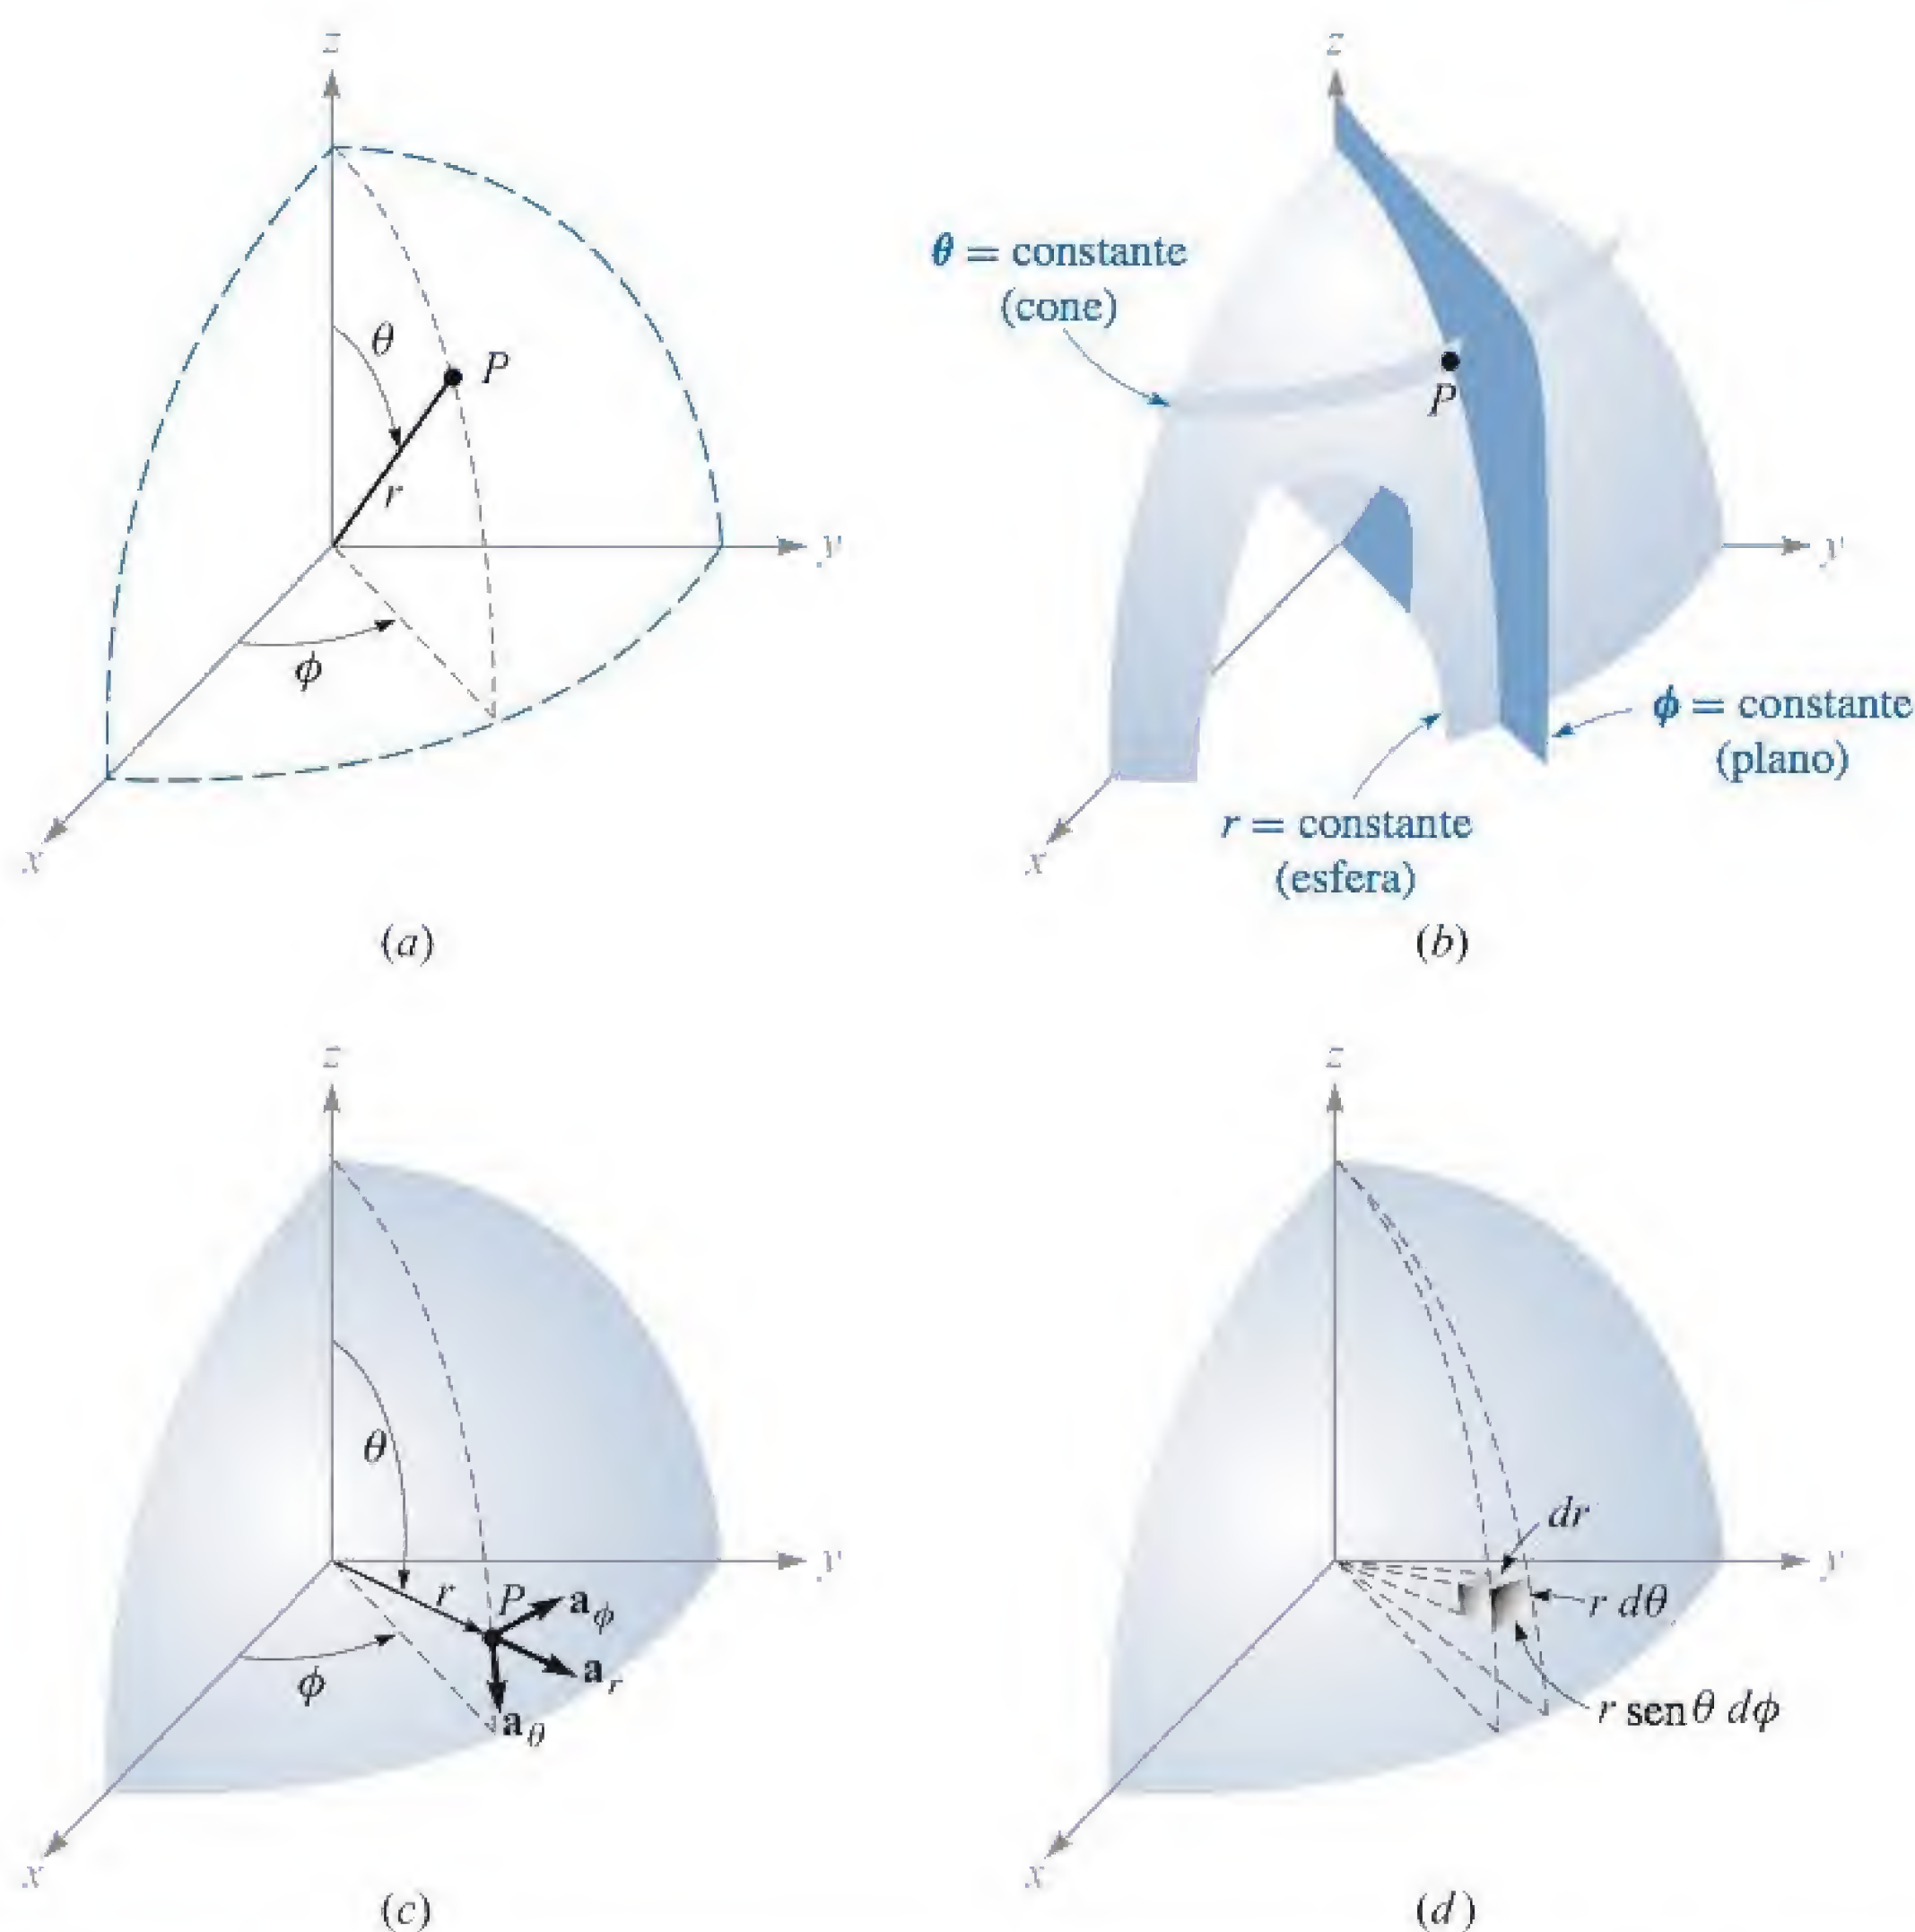 z
θ
P
r
y
ϕ
x
(a)
z
θ = constante
(cone)
P
y
ϕ = constante
(plano)
r = constante
(esfera)
x
(b)
z
θ
r
P
a_ϕ
y
a_r
ϕ
a_θ
x
(c)
z
dr
y
r dθ
r sen θ dϕ
x
(d)